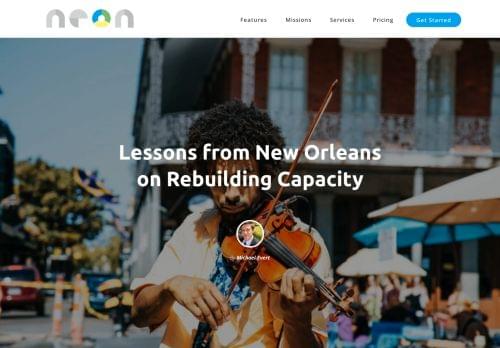 neon
Features Missions Services Pricing Get Started
Lessons from New Orleans
on Rebuilding Capacity
by Michael Evert